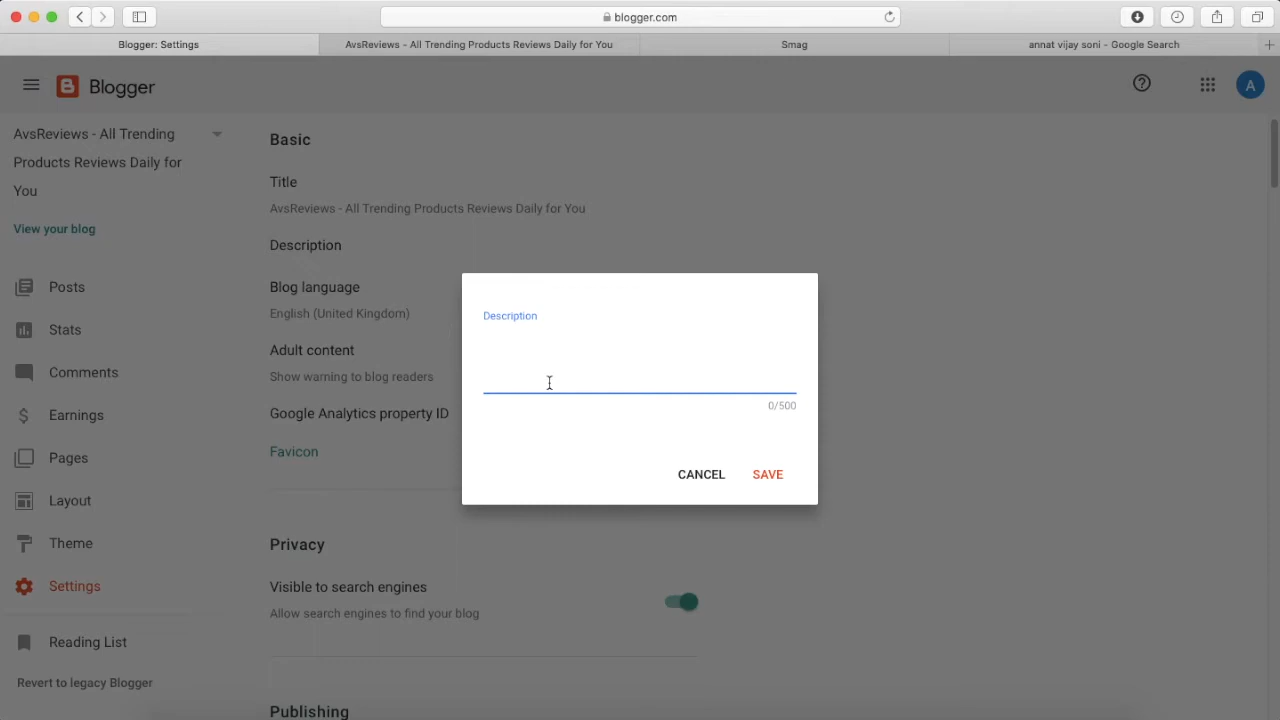 blogger.com
Blogger: Settings
AvsReviews - All Trending Products Reviews Daily for You
Smag
annat vijay soni - Google Search
Blogger
A
AvsReviews - All Trending
Products Reviews Daily for
You
View your blog
Posts
Stats
Comments
Earnings
Pages
Layout
Theme
Settings
Reading List
Revert to legacy Blogger
Basic
Title
AvsReviews - All Trending Products Reviews Daily for You
Description
Blog language
English (United Kingdom)
Adult content
Show warning to blog readers
Google Analytics property ID
Favicon
Privacy
Visible to search engines
Allow search engines to find your blog
Publishing
Description
0/500
CANCEL
SAVE